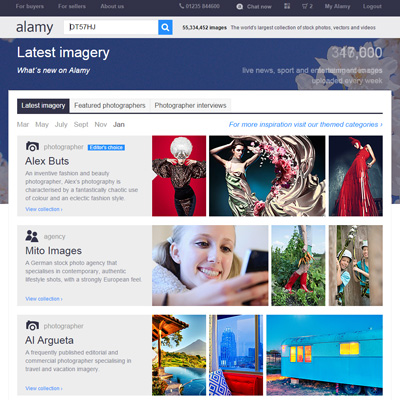 For buyers For sellers About us 01235 844600 Chat now My Alamy Logout
alamy DT57HJ 55,334,452 images The world's largest collection of stock photos, vectors and videos
Latest imagery 347,000
What's new on Alamy live news, sport and entertainment images
uploaded every week
Latest imagery Featured photographers Photographer interviews
Mar May July Sept Nov Jan For more inspiration visit our themed categories ›
photographer Editor's choice
Alex Buts
An inventive fashion and beauty
photographer, Alex's photography is
characterised by a fantastically chaotic use
of colour and an eclectic fashion style.
View collection ›
agency
Mito Images
A German stock photo agency that
specialises in contemporary, authentic
lifestyle shots, with a strongly European feel.
View collection ›
photographer
Al Argueta
A frequently published editorial and
commercial photographer specialising in
travel and vacation imagery.
View collection ›